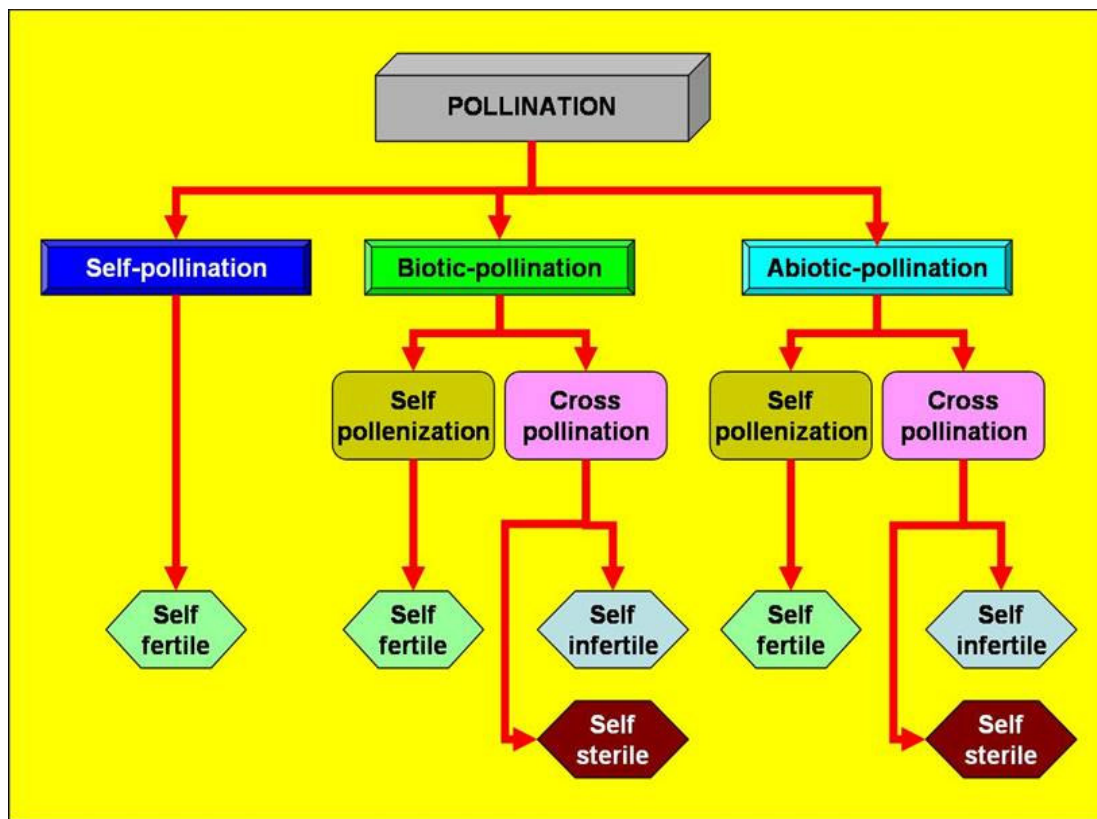 POLLINATION
Self-pollination
Biotic-pollination
Abiotic-pollination
Self
pollenization
Cross
pollination
Self
pollenization
Cross
pollination
Self
fertile
Self
fertile
Self
infertile
Self
fertile
Self
infertile
Self
sterile
Self
sterile